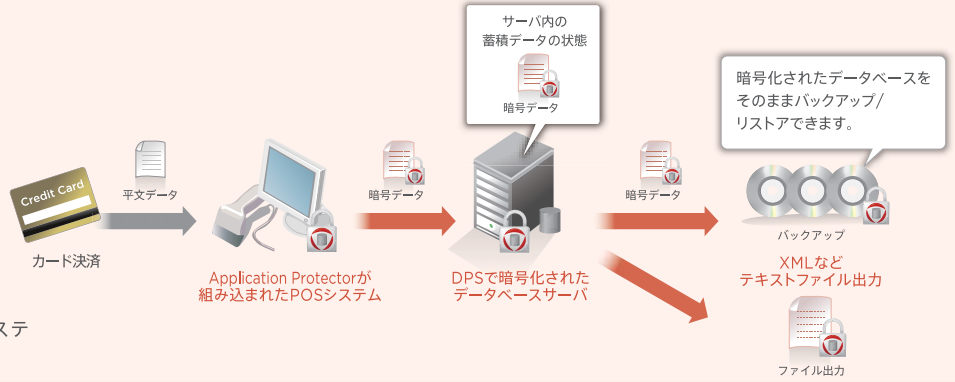 サーバ内の
蓄積データの状態
暗号データ
暗号化されたデータベースを
そのままバックアップ/
リストアできます。
Credit Card
カード決済
平文データ
Application Protectorが
組み込まれたPOSシステム
暗号データ
DPSで暗号化された
データベースサーバ
暗号データ
バックアップ
XMLなど
テキストファイル出力
ファイル出力
ステ